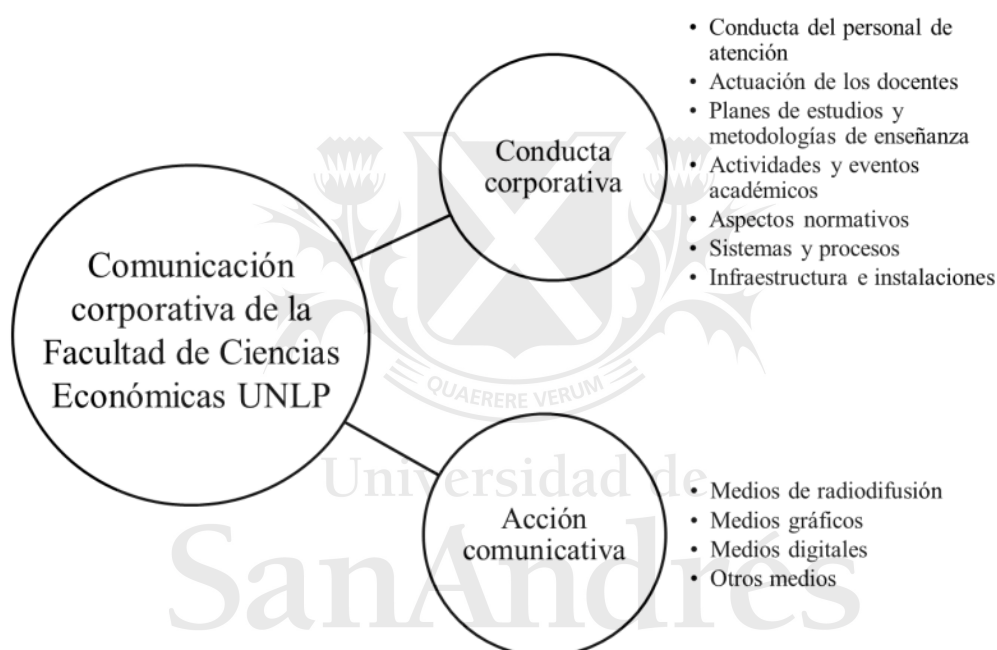 Comunicación
corporativa de la
Facultad de Ciencias
Económicas UNLP
Conducta
corporativa
• Conducta del personal de
atención
• Actuación de los docentes
• Planes de estudios y
metodologías de enseñanza
• Actividades y eventos
académicos
• Aspectos normativos
• Sistemas y procesos
• Infraestructura e instalaciones
Acción
comunicativa
• Medios de radiodifusión
• Medios gráficos
• Medios digitales
• Otros medios
QUAERERE VERUM
Universidad de
SanAndrés